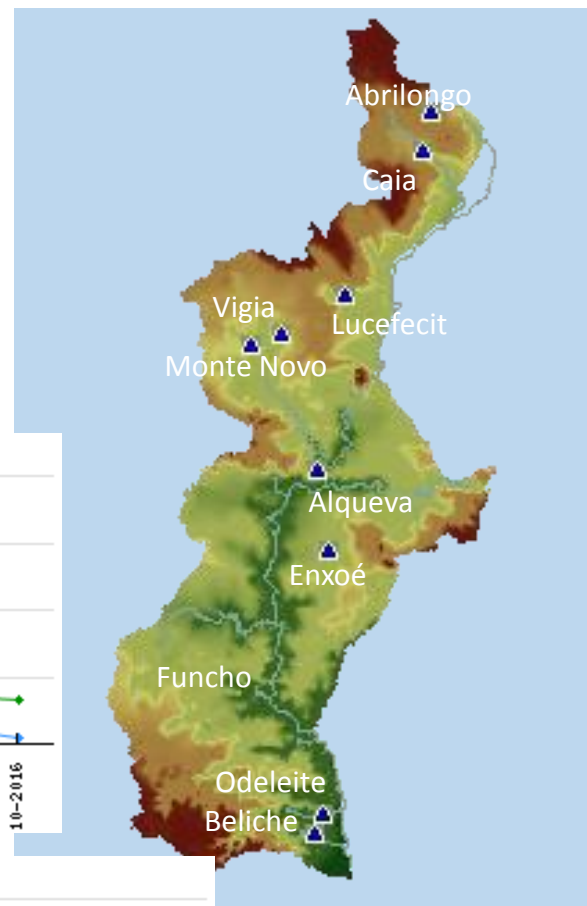 Abrilongo
Caia
Vigia
Lucefecit
Monte Novo
Alqueva
Enxoé
Funcho
Odeleite
Beliche
10-2016